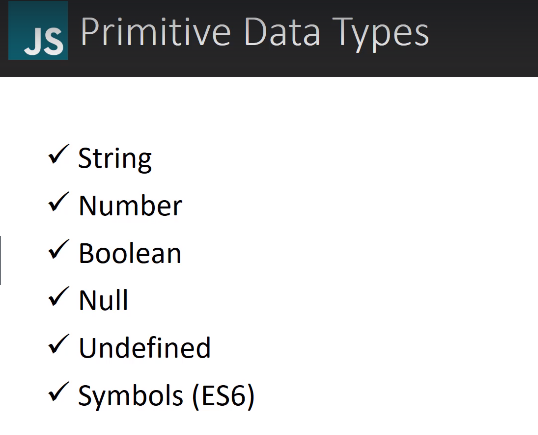 JS Primitive Data Types
✓ String
✓ Number
✓ Boolean
✓ Null
✓ Undefined
✓ Symbols (ES6)